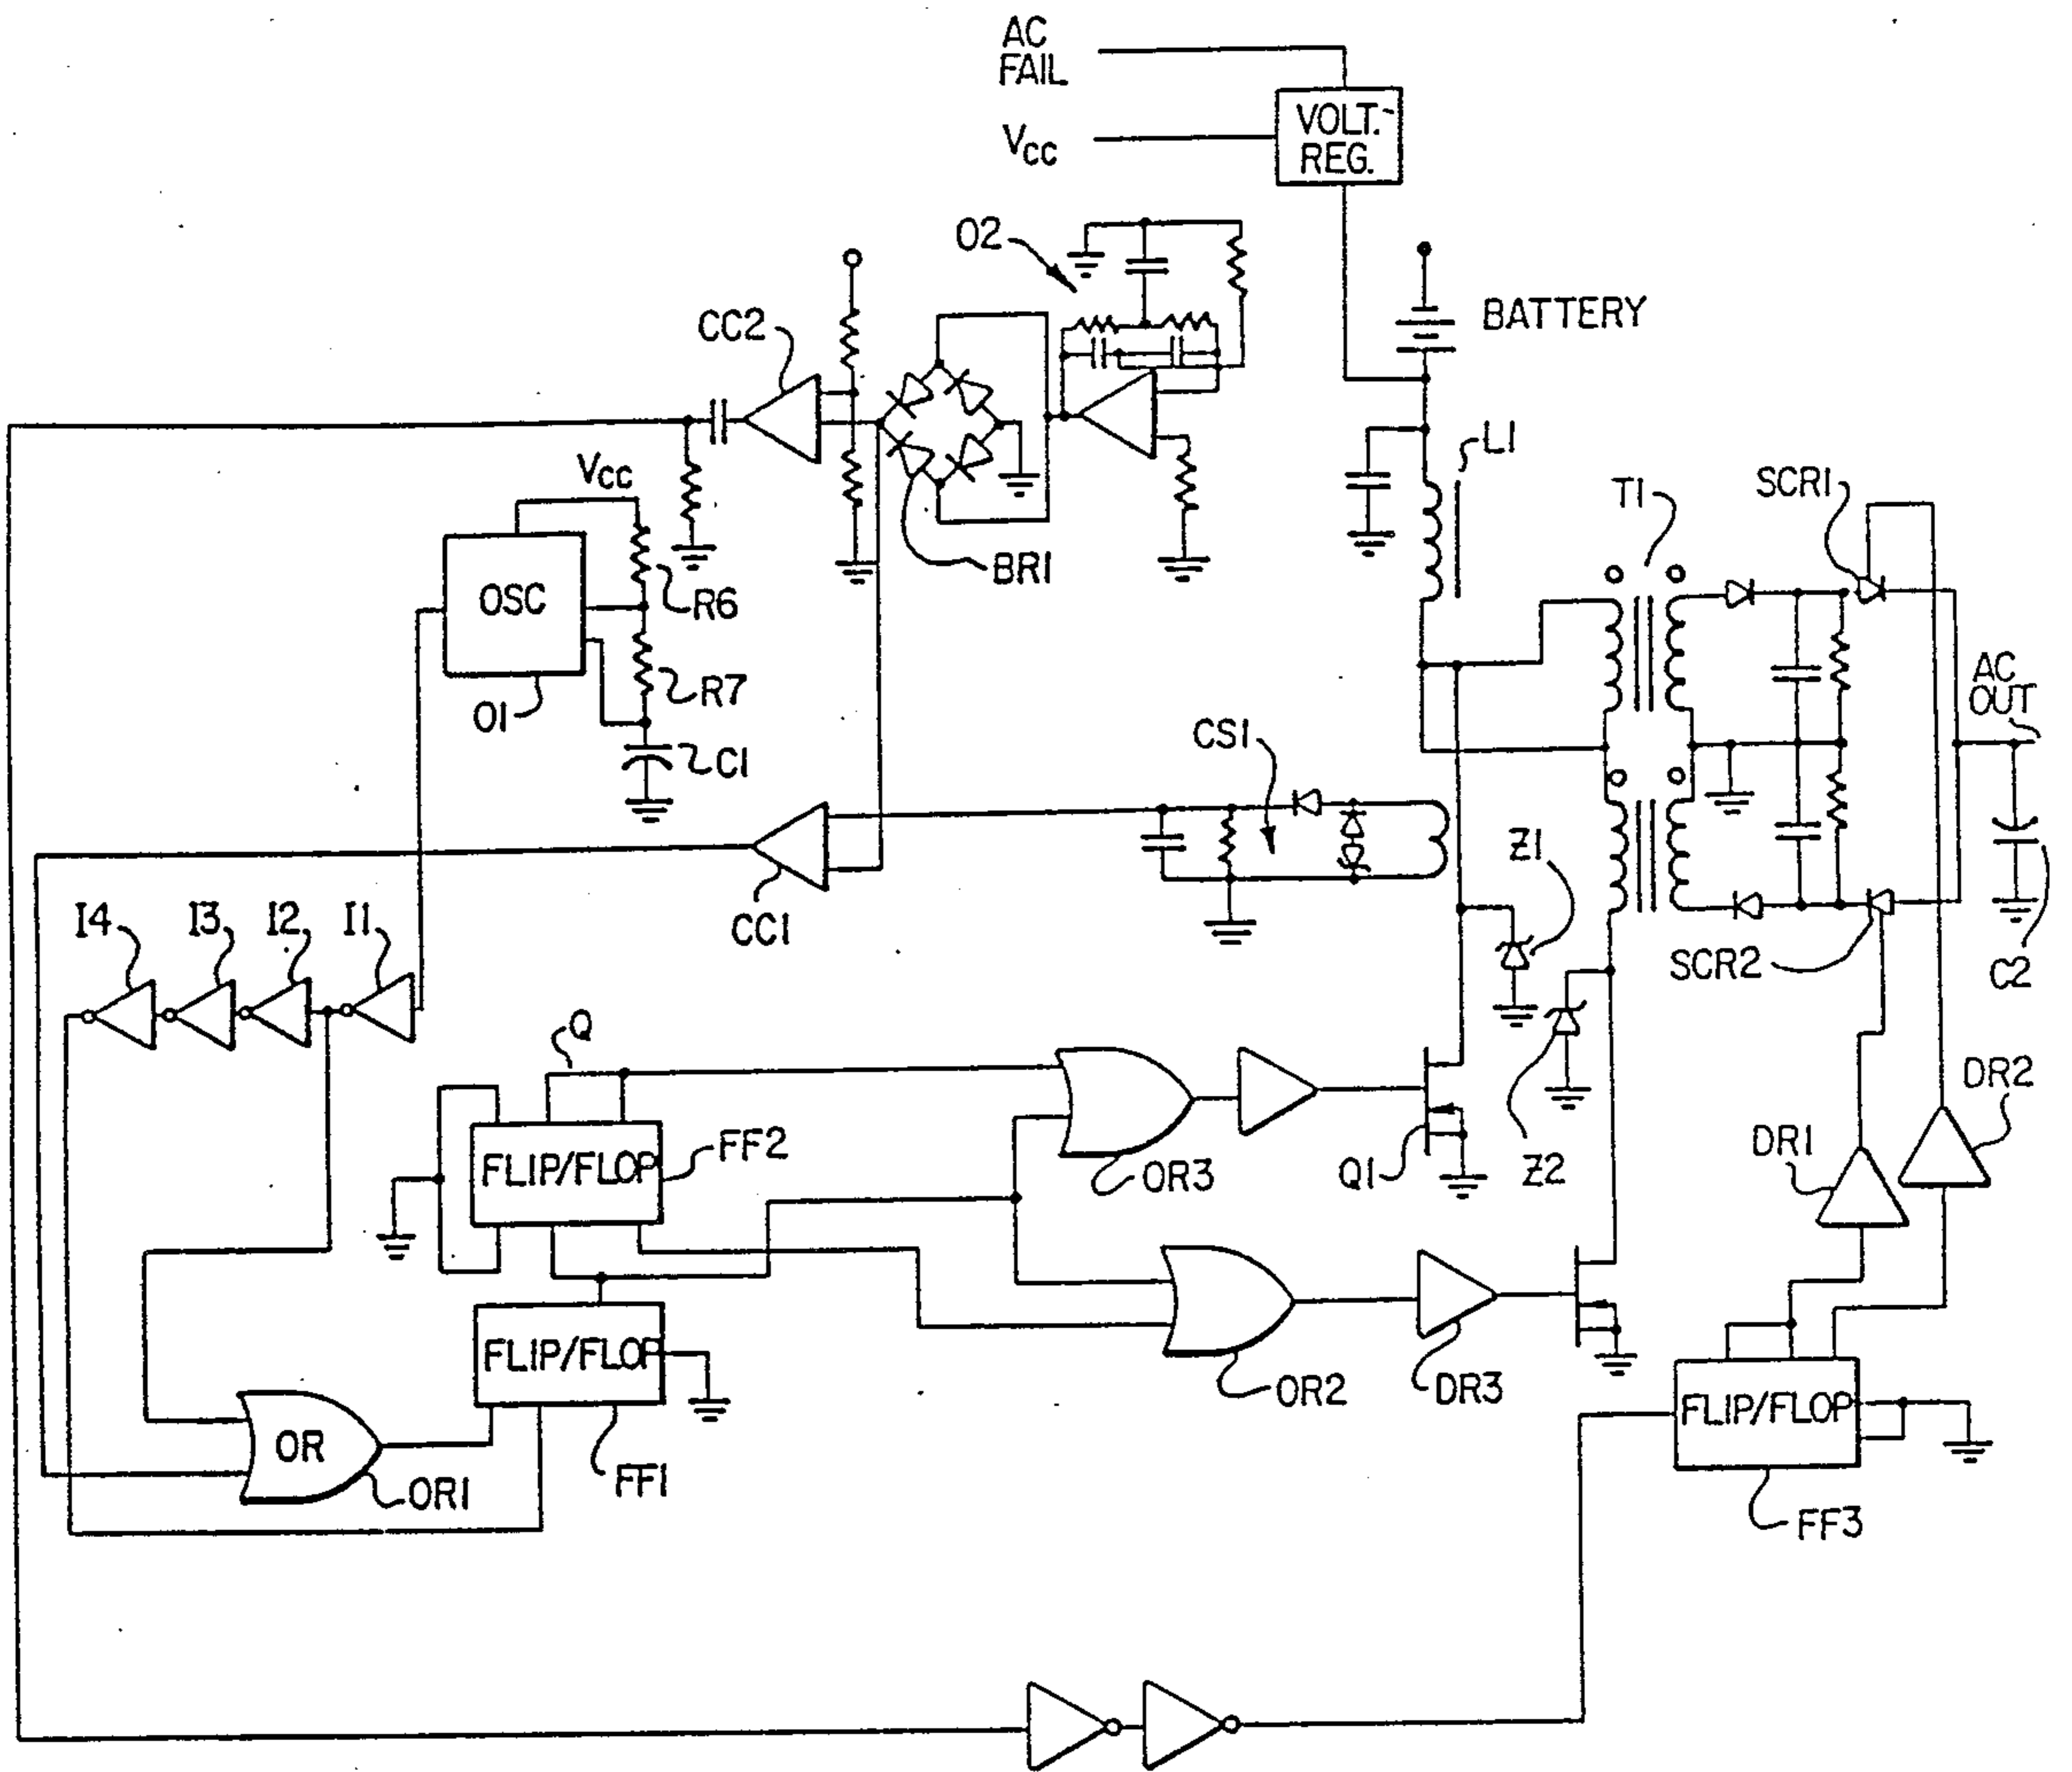 AC
FAIL
VCC
VOLT.
REG.
O2
BATTERY
CC2
L1
VCC
T1
SCR1
OSC
R6
BR1
R7
O1
C1
CS1
AC
OUT
Z1
CC1
I4
I3
I2
I1
SCR2
C2
Q
DR2
FLIP/FLOP
FF2
OR3
Q1
Z2
DR1
FLIP/FLOP
OR2
DR3
FLIP/FLOP
OR
OR1
FF1
FF3